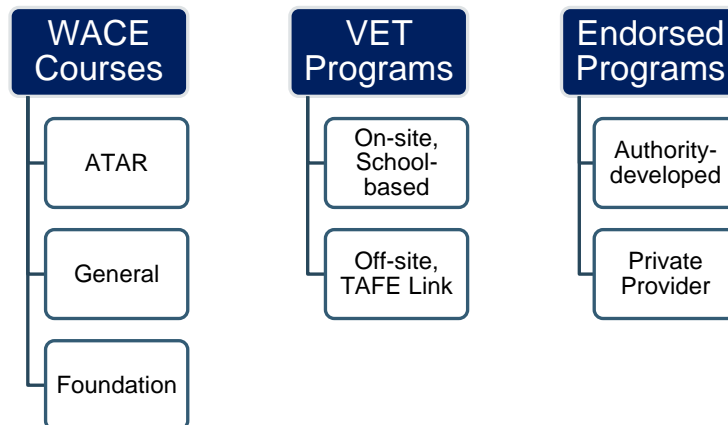 WACE
Courses
ATAR
General
Foundation
VET
Programs
On-site,
School-
based
Off-site,
TAFE Link
Endorsed
Programs
Authority-
developed
Private
Provider